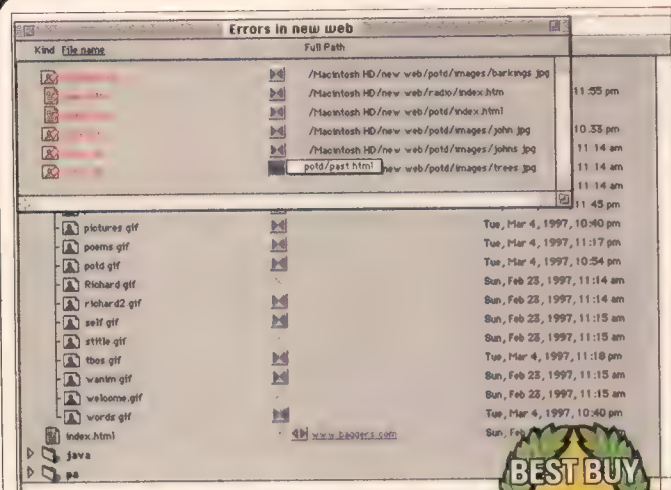 Errors in new web
Kind File name Full Path
/Macintosh HD/new web/potd/images/barkings.jpg
/Macintosh HD/new web/radio/index.htm
/Macintosh HD/new web/potd/index.html
/Macintosh HD/new web/potd/images/john.jpg
/Macintosh HD/new web/potd/images/johns.jpg
potd/past.html new web/potd/images/trees.jpg
11:55 pm
10:33 pm
11:14 am
11:14 am
11:14 am
11:45 pm
pictures.gif Tue, Mar 4, 1997, 10:40 pm
poems.gif Tue, Mar 4, 1997, 11:17 pm
potd.gif Tue, Mar 4, 1997, 10:54 pm
Richard.gif Sun, Feb 23, 1997, 11:14 am
richard2.gif Sun, Feb 23, 1997, 11:14 am
self.gif Sun, Feb 23, 1997, 11:15 am
stitle.gif Sun, Feb 23, 1997, 11:15 am
tbos.gif Tue, Mar 4, 1997, 11:18 pm
wanim.gif Sun, Feb 23, 1997, 11:15 am
welcome.gif Sun, Feb 23, 1997, 11:15 am
words.gif Tue, Mar 4, 1997, 10:40 pm
index.html www.baggers.com Sun, Feb
java
pa
BEST BUY